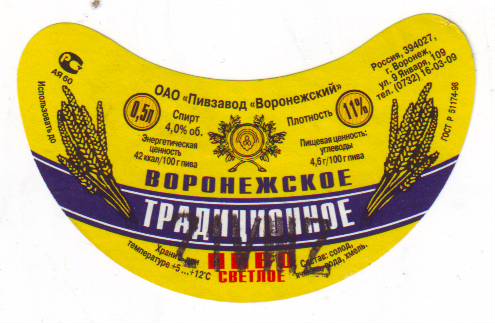 РС
АЯ 60
Использовать до
ОАО «Пивзавод «Воронежский»
Россия, 394027,
г. Воронеж,
ул. 9 Января, 109
тел. (0732) 16-03-09
ГОСТ Р 51174-98
0,5л
Спирт
4,0% об.
Плотность
11%
Энергетическая
ценность
42 ккал/100 г пива
Пищевая ценность:
углеводы
4,6 г/100 г пива
ВОРОНЕЖСКОЕ
ТРАДИЦИОННОЕ
ПИВО
СВЕТЛОЕ
Хранить
температуре +5...+12°С
Состав: солод,
вода, хмель.